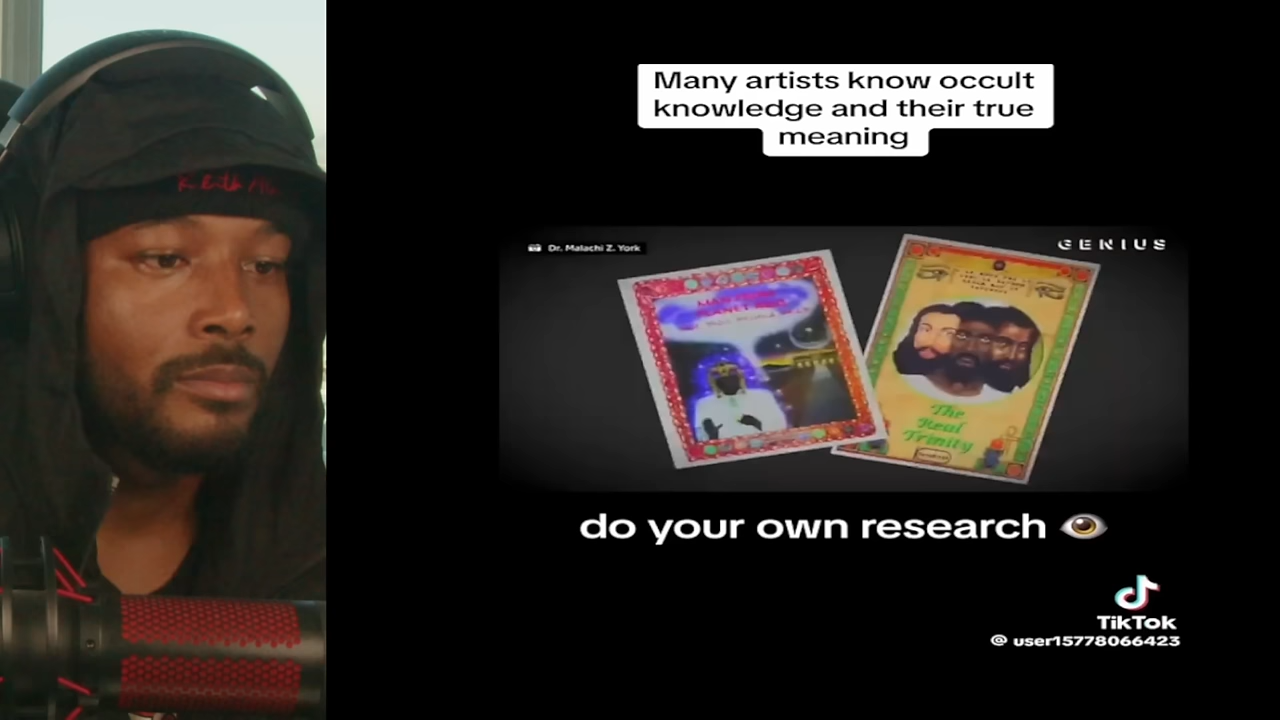 Many artists know occult
knowledge and their true
meaning
Dr. Malachi Z. York
GENIUS
The
Real
Trinity
do your own research 👁️
TikTok
@ user15778066423